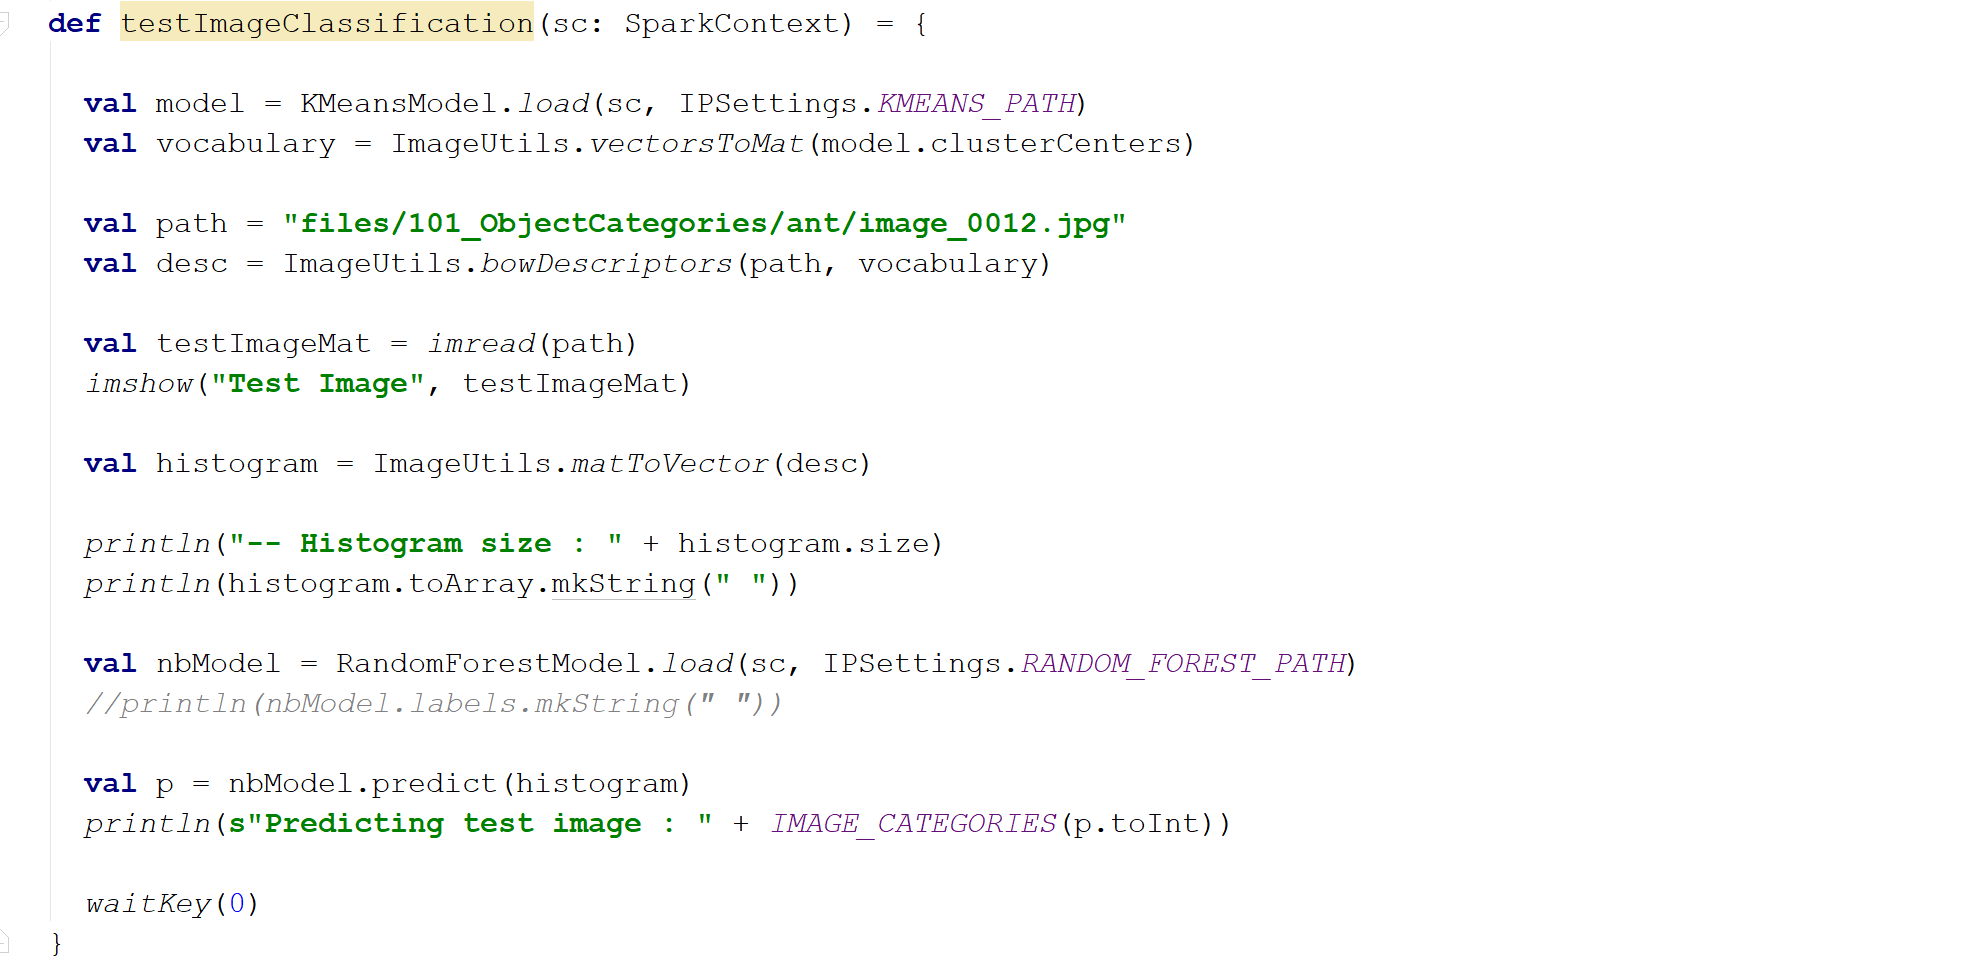 def testImageClassification(sc: SparkContext) = {
val model = KMeansModel.load(sc, IPSettings.KMEANS_PATH)
val vocabulary = ImageUtils.vectorsToMat(model.clusterCenters)
val path = "files/101_ObjectCategories/ant/image_0012.jpg"
val desc = ImageUtils.bowDescriptors(path, vocabulary)
val testImageMat = imread(path)
imshow("Test Image", testImageMat)
val histogram = ImageUtils.matToVector(desc)
println("-- Histogram size : " + histogram.size)
println(histogram.toArray.mkString(" "))
val nbModel = RandomForestModel.load(sc, IPSettings.RANDOM_FOREST_PATH)
//println(nbModel.labels.mkString(" "))
val p = nbModel.predict(histogram)
println(s"Predicting test image : " + IMAGE_CATEGORIES(p.toInt))
waitKey(0)
}